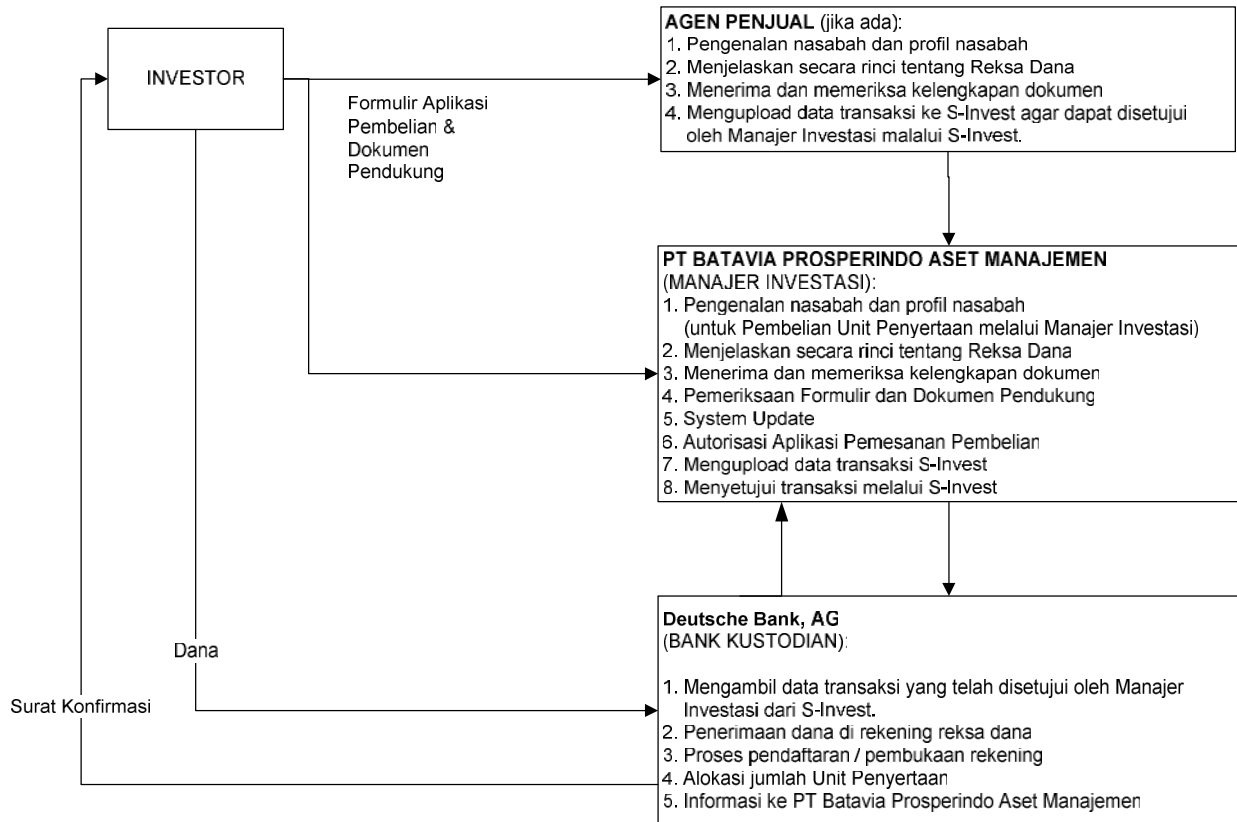 INVESTOR
Formulir Aplikasi
Pembelian &
Dokumen
Pendukung
AGEN PENJUAL (jika ada):
1. Pengenalan nasabah dan profil nasabah
2. Menjelaskan secara rinci tentang Reksa Dana
3. Menerima dan memeriksa kelengkapan dokumen
4. Mengupload data transaksi ke S-Invest agar dapat disetujui
oleh Manajer Investasi malalui S-Invest.
PT BATAVIA PROSPERINDO ASET MANAJEMEN
(MANAJER INVESTASI):
1. Pengenalan nasabah dan profil nasabah
(untuk Pembelian Unit Penyertaan melalui Manajer Investasi)
2. Menjelaskan secara rinci tentang Reksa Dana
3. Menerima dan memeriksa kelengkapan dokumen
4. Pemeriksaan Formulir dan Dokumen Pendukung
5. System Update
6. Autorisasi Aplikasi Pemesanan Pembelian
7. Mengupload data transaksi S-Invest
8. Menyetujui transaksi melalui S-Invest
Deutsche Bank, AG
(BANK KUSTODIAN):
1. Mengambil data transaksi yang telah disetujui oleh Manajer
Investasi dari S-Invest.
2. Penerimaan dana di rekening reksa dana
3. Proses pendaftaran / pembukaan rekening
4. Alokasi jumlah Unit Penyertaan
5. Informasi ke PT Batavia Prosperindo Aset Manajemen
Dana
Surat Konfirmasi